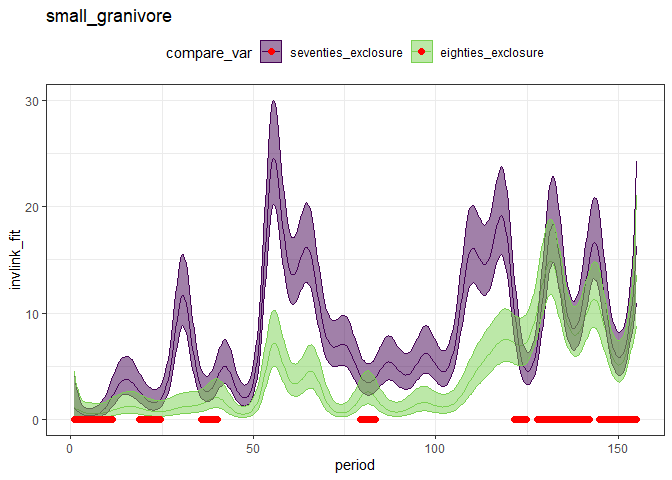 small_granivore
compare_var seventies_exclosure eighties_exclosure
30
20
10
0
invlink_fit
0 50 100 150
period